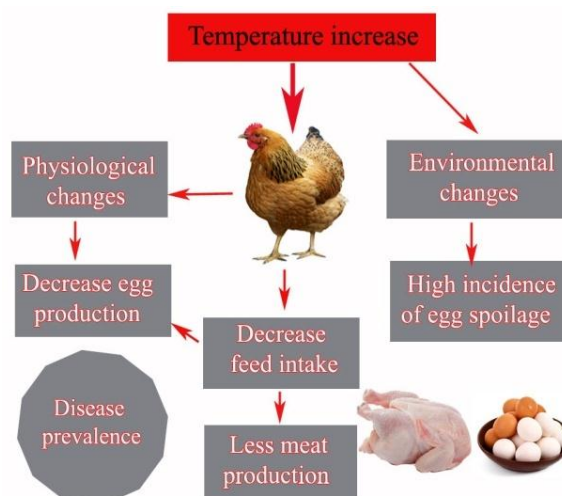 Temperature increase
Physiological
changes
Environmental
changes
Decrease egg
production
High incidence
of egg spoilage
Decrease
feed intake
Disease
prevalence
Less meat
production